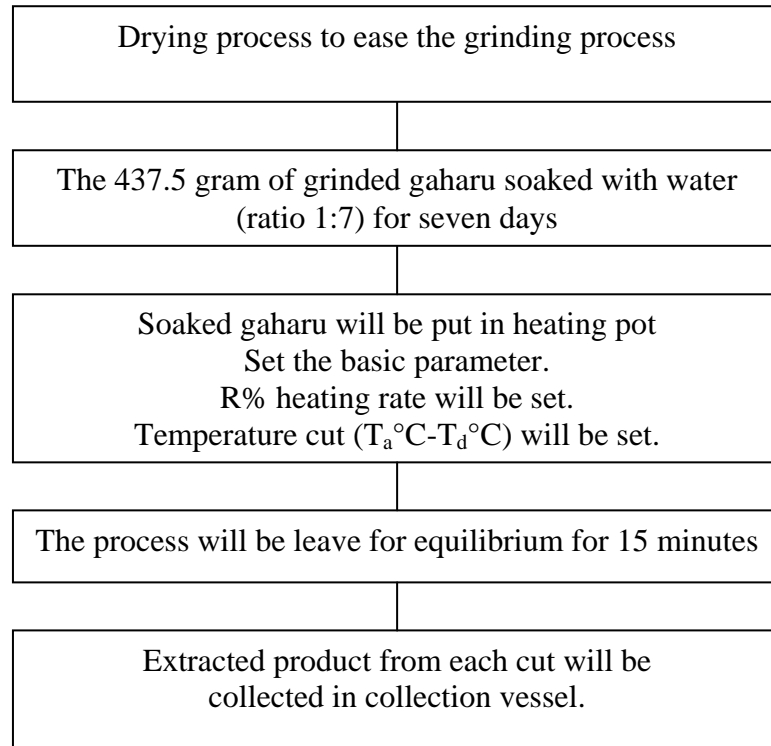 Drying process to ease the grinding process
The 437.5 gram of grinded gaharu soaked with water
(ratio 1:7) for seven days
Soaked gaharu will be put in heating pot
Set the basic parameter.
R% heating rate will be set.
Temperature cut (Tₐ°C-T_d°C) will be set.
The process will be leave for equilibrium for 15 minutes
Extracted product from each cut will be
collected in collection vessel.